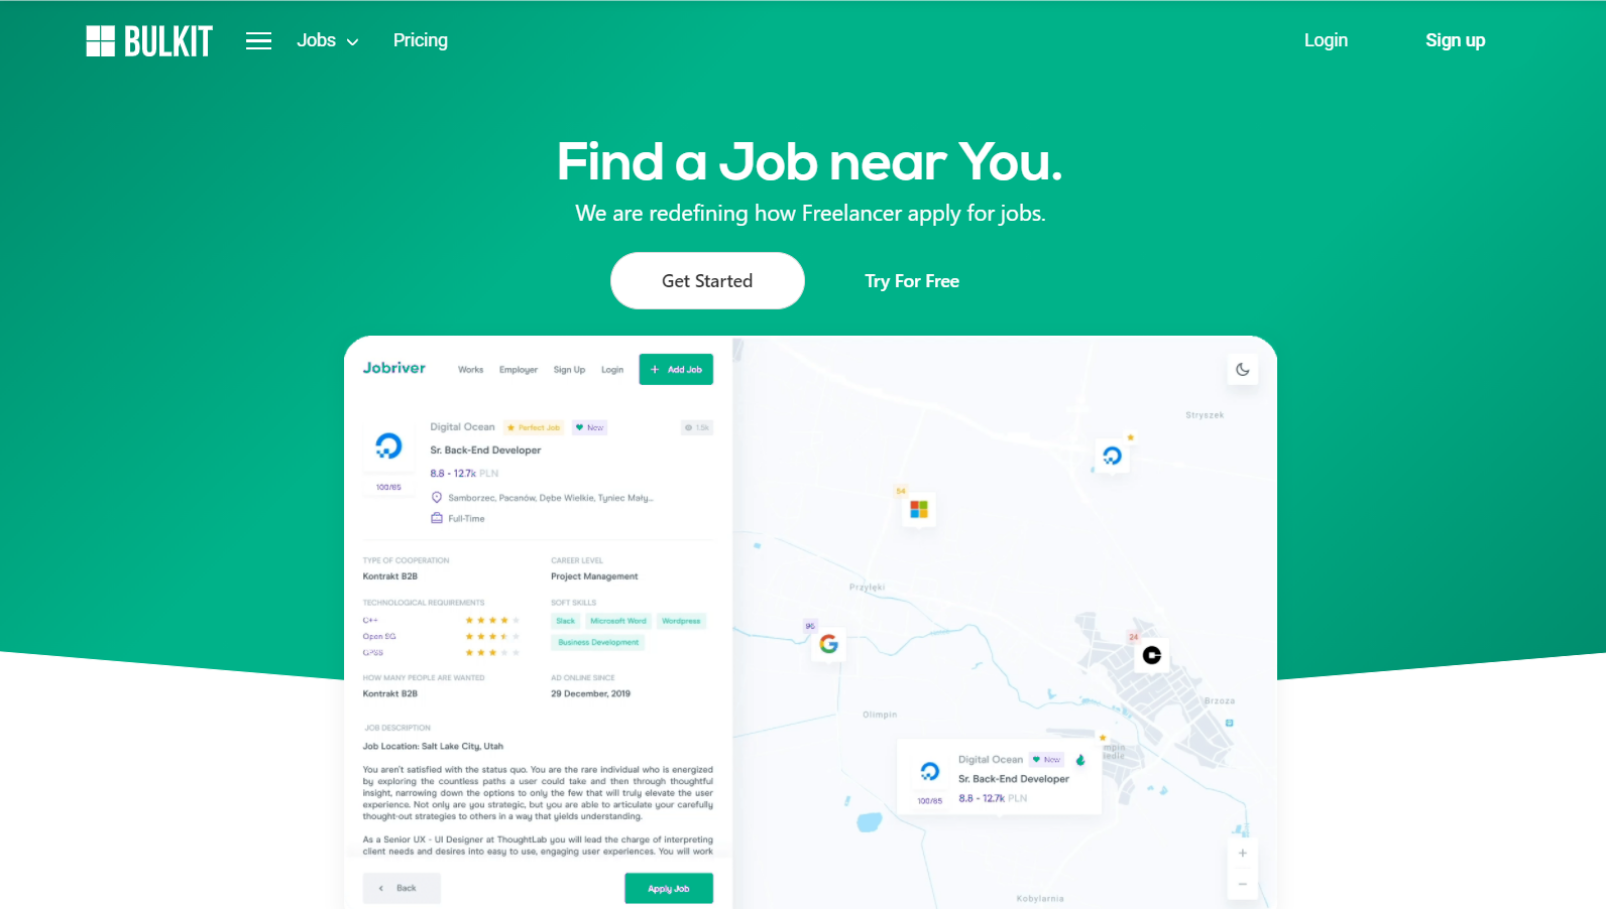 BULKIT
Jobs
Pricing
Login
Sign up
Find a Job near You.
We are redefining how Freelancer apply for jobs.
Get Started
Try For Free
Jobriver
Works
Employer
Sign Up
Login
+ Add Job
Digital Ocean
Perfect Job
New
1.5k
Sr. Back-End Developer
8.8 - 12.7k PLN
100/65
Samborzec, Pacanów, Dębe Wielkie, Tyniec Mały...
Full-Time
TYPE OF COOPERATION
Kontrakt B2B
CAREER LEVEL
Project Management
TECHNOLOGICAL REQUIREMENTS
C++
Open SG
GPSS
SOFT SKILLS
Slack
Microsoft Word
Wordpress
Business Development
HOW MANY PEOPLE ARE WANTED
Kontrakt B2B
AD ONLINE SINCE
29 December, 2019
JOB DESCRIPTION
Job Location: Salt Lake City, Utah
You aren't satisfied with the status quo. You are the rare individual who is energized
by exploring the countless paths a user could take and then through thoughtful
insight, narrowing down the options to only the few that will truly elevate the user
experience. Not only are you strategic, but you are able to articulate your carefully
thought-out strategies to others in a way that yields understanding.
As a Senior UX - UI Designer at ThoughtLab you will lead the charge of interpreting
client needs and desires into easy to use, engaging user experiences. You will work
Back
Apply Job
Stryszek
54
Przyłęki
95
24
Brzoza
Olimpin
Digital Ocean
New
Sr. Back-End Developer
8.8 - 12.7k PLN
100/65
Kobylarnia